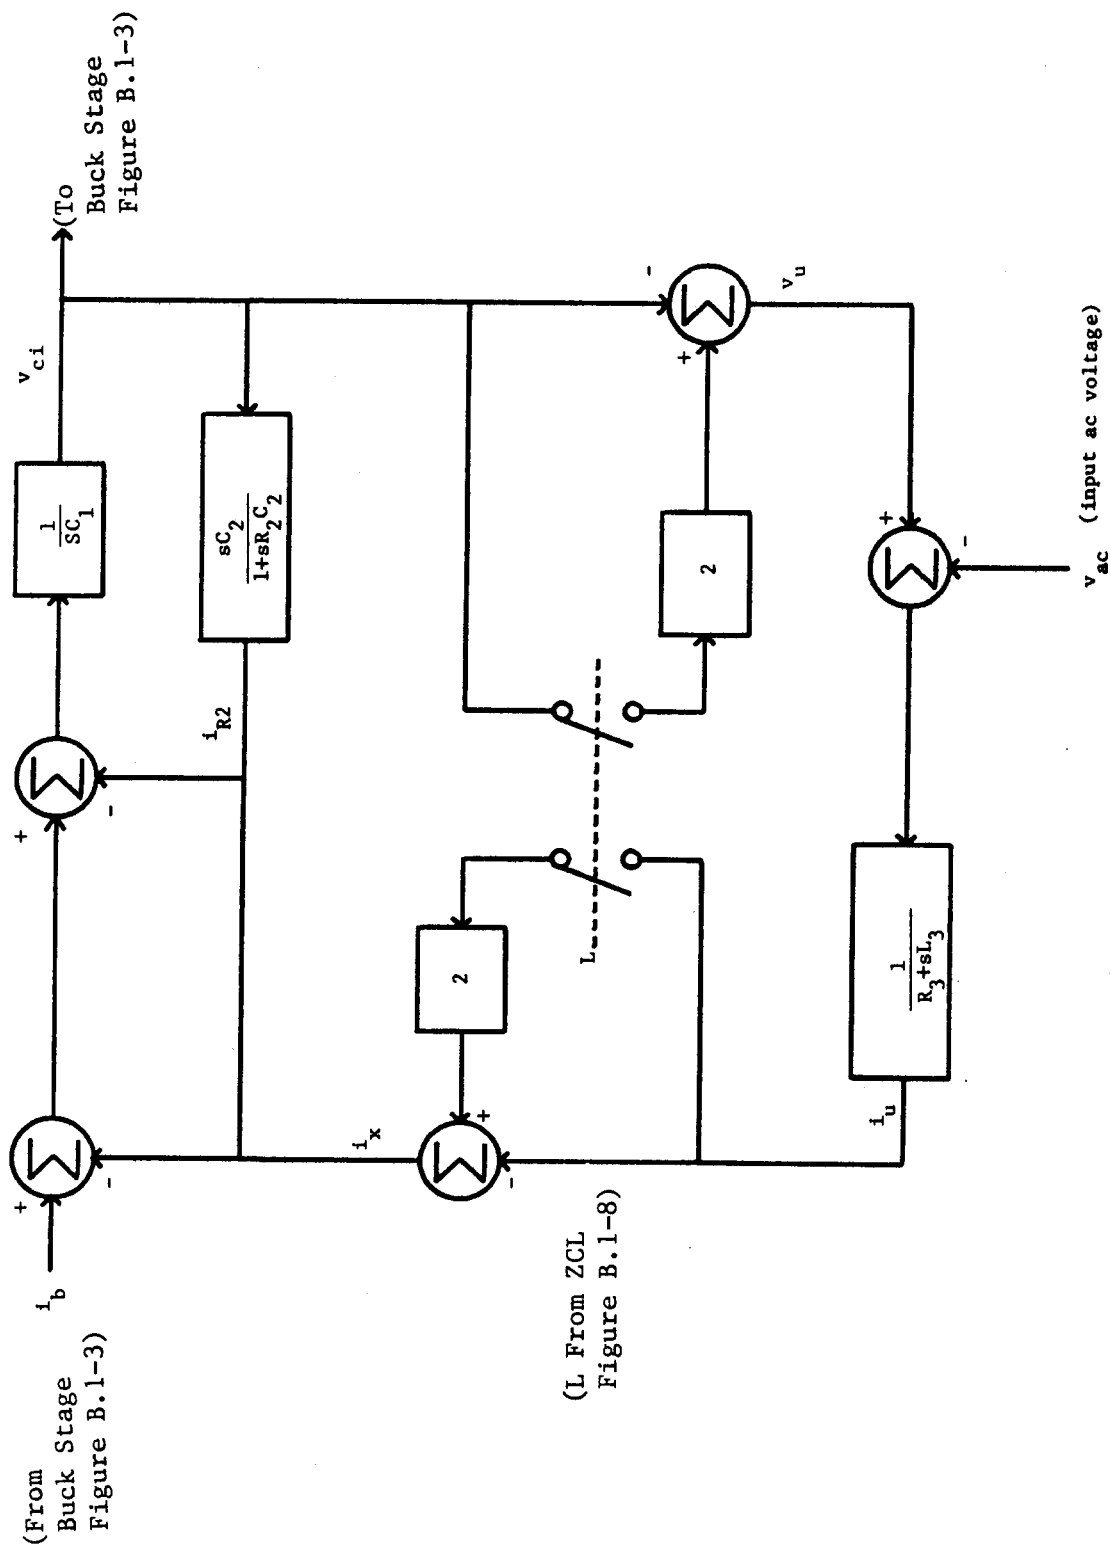 (From
Buck Stage
Figure B.1-3)
i_b
+
-
Σ
+
-
Σ
1
SC_1
v_ci
(To
Buck Stage
Figure B.1-3)
i_R2
sC_2
1+sR_2C_2
i_x
Σ
+
-
2
(L From ZCL
Figure B.1-8)
L
2
+
-
Σ
v_u
i_u
1
R_3+sL_3
Σ
+
-
v_ac (input ac voltage)